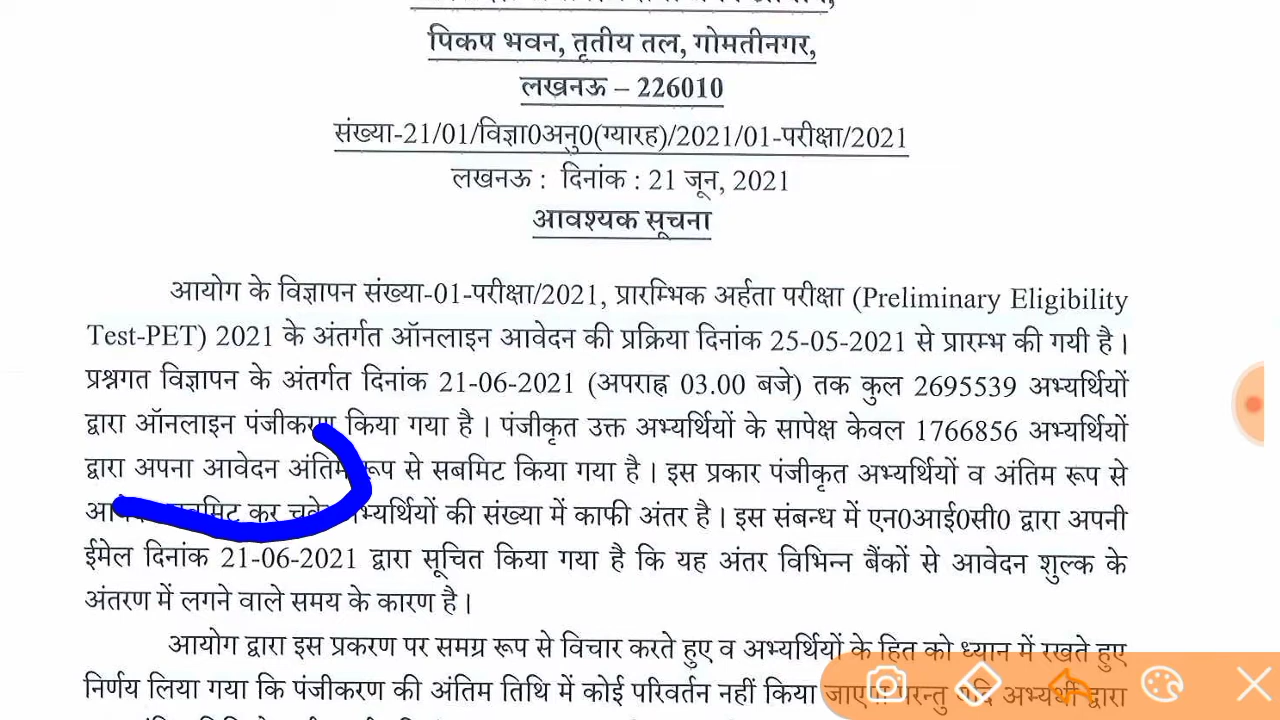 पिकप भवन, तृतीय तल, गोमतीनगर,
लखनऊ – 226010
संख्या-21/01/विज्ञा0अनु0(ग्यारह)/2021/01-परीक्षा/2021
लखनऊ : दिनांक : 21 जून, 2021
आवश्यक सूचना
आयोग के विज्ञापन संख्या-01-परीक्षा/2021, प्रारम्भिक अर्हता परीक्षा (Preliminary Eligibility
Test-PET) 2021 के अंतर्गत ऑनलाइन आवेदन की प्रक्रिया दिनांक 25-05-2021 से प्रारम्भ की गयी है।
प्रश्नगत विज्ञापन के अंतर्गत दिनांक 21-06-2021 (अपराह्न 03.00 बजे) तक कुल 2695539 अभ्यर्थियों
द्वारा ऑनलाइन पंजीकरण किया गया है। पंजीकृत उक्त अभ्यर्थियों के सापेक्ष केवल 1766856 अभ्यर्थियों
द्वारा अपना आवेदन अंतिम रूप से सबमिट किया गया है। इस प्रकार पंजीकृत अभ्यर्थियों व अंतिम रूप से
कर अभ्यर्थियों की संख्या में काफी अंतर है। इस संबन्ध में एन0आई0सी0 द्वारा अपनी
ईमेल दिनांक 21-06-2021 द्वारा सूचित किया गया है कि यह अंतर विभिन्न बैंकों से आवेदन शुल्क के
अंतरण में लगने वाले समय के कारण है।
आयोग द्वारा इस प्रकरण पर समग्र रूप से विचार करते हुए व अभ्यर्थियों के हित को ध्यान में रखते हुए
निर्णय लिया गया कि पंजीकरण की अंतिम तिथि में कोई परिवर्तन नहीं किया जाएगा परन्तु यदि अभ्यर्थी द्वारा